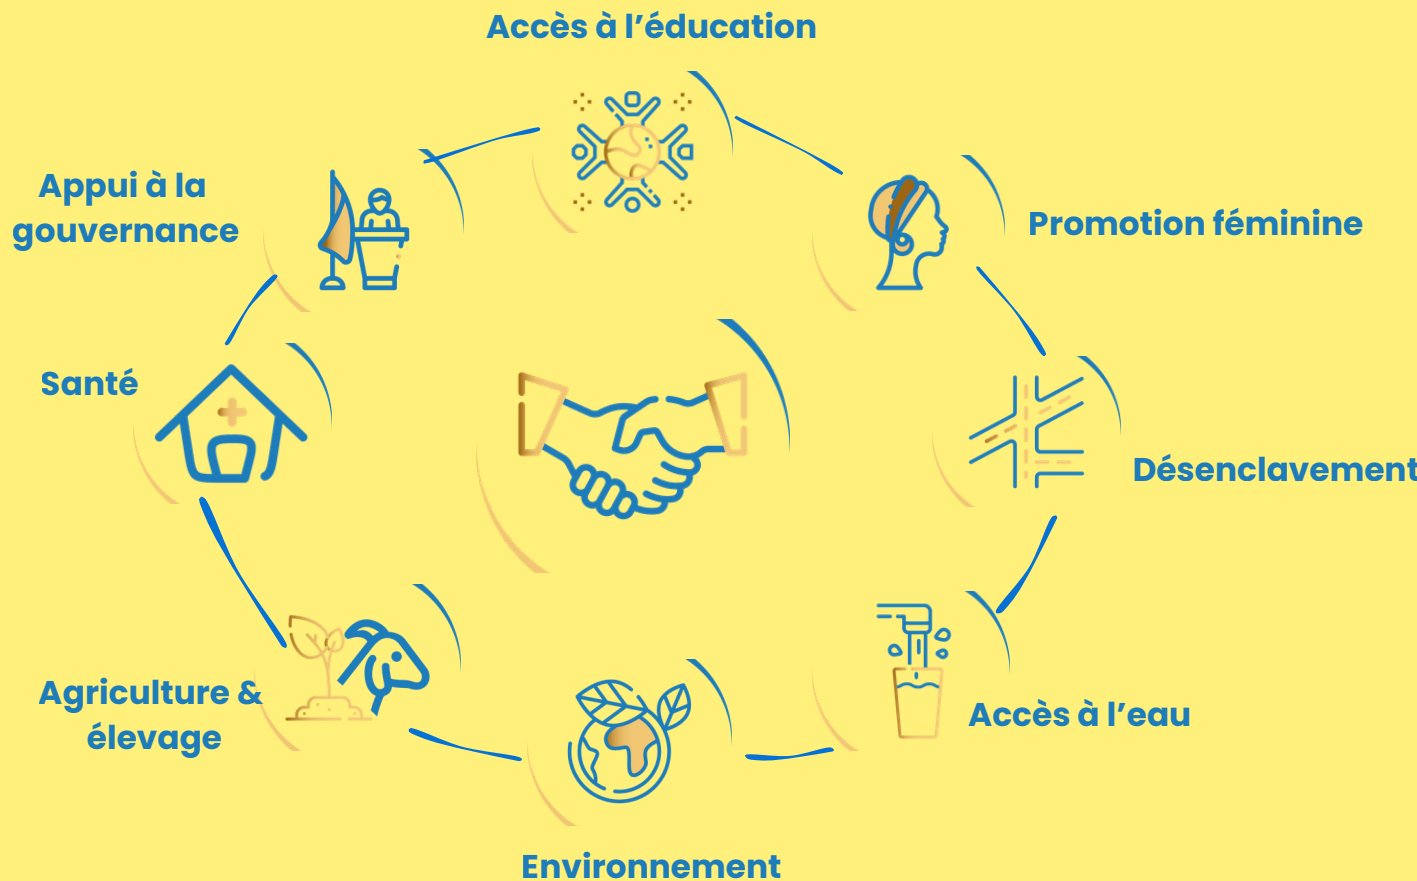 Accès à l’éducation
Appui à la
gouvernance
Promotion féminine
Santé
Désenclavement
Agriculture &
élevage
Accès à l’eau
Environnement